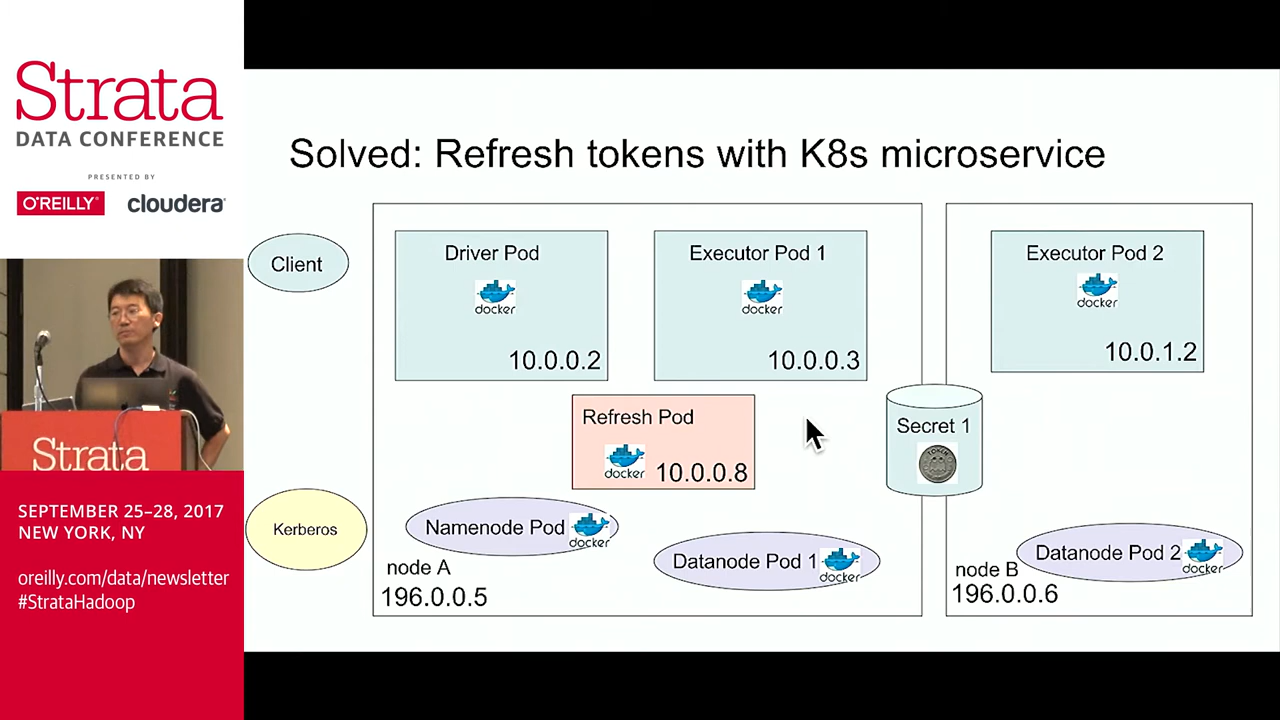 Strata
DATA CONFERENCE
PRESENTED BY
O'REILLY®
cloudera
Strata
SEPTEMBER 25–28, 2017
NEW YORK, NY
oreilly.com/data/newsletter
#StrataHadoop
Solved: Refresh tokens with K8s microservice
Client
Driver Pod
docker
10.0.0.2
Executor Pod 1
docker
10.0.0.3
Executor Pod 2
docker
10.0.1.2
Refresh Pod
docker
10.0.0.8
Secret 1
TOKEN
Kerberos
Namenode Pod
docker
Datanode Pod 1
docker
node A
196.0.0.5
Datanode Pod 2
docker
node B
196.0.0.6